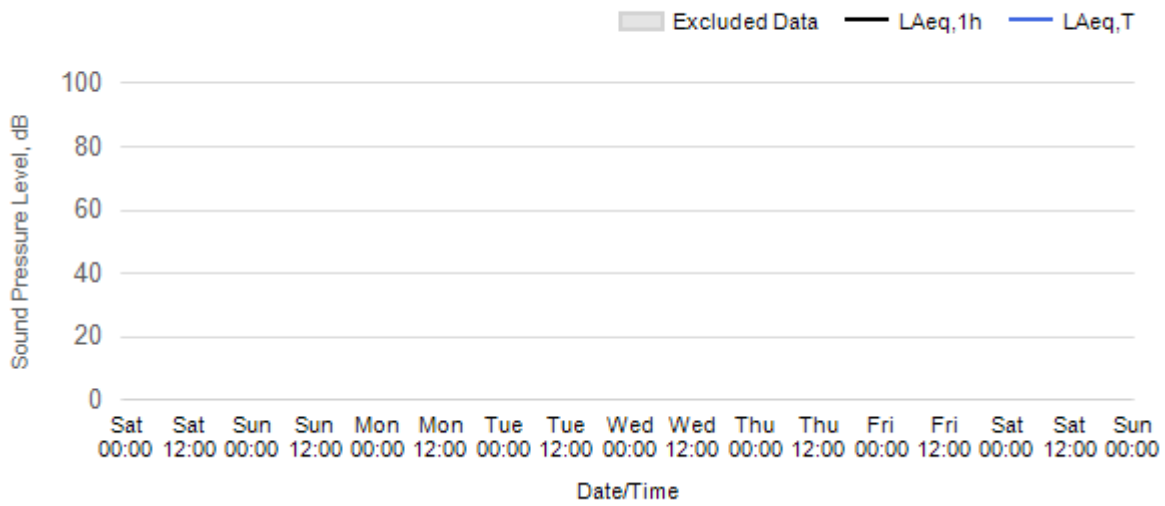 Excluded Data LAeq,1h LAeq,T
Sound Pressure Level, dB
100
80
60
40
20
0
Sat Sat Sun Sun Mon Mon Tue Tue Wed Wed Thu Thu Fri Fri Sat Sat Sun
00:00 12:00 00:00 12:00 00:00 12:00 00:00 12:00 00:00 12:00 00:00 12:00 00:00 12:00 00:00 12:00 00:00
Date/Time